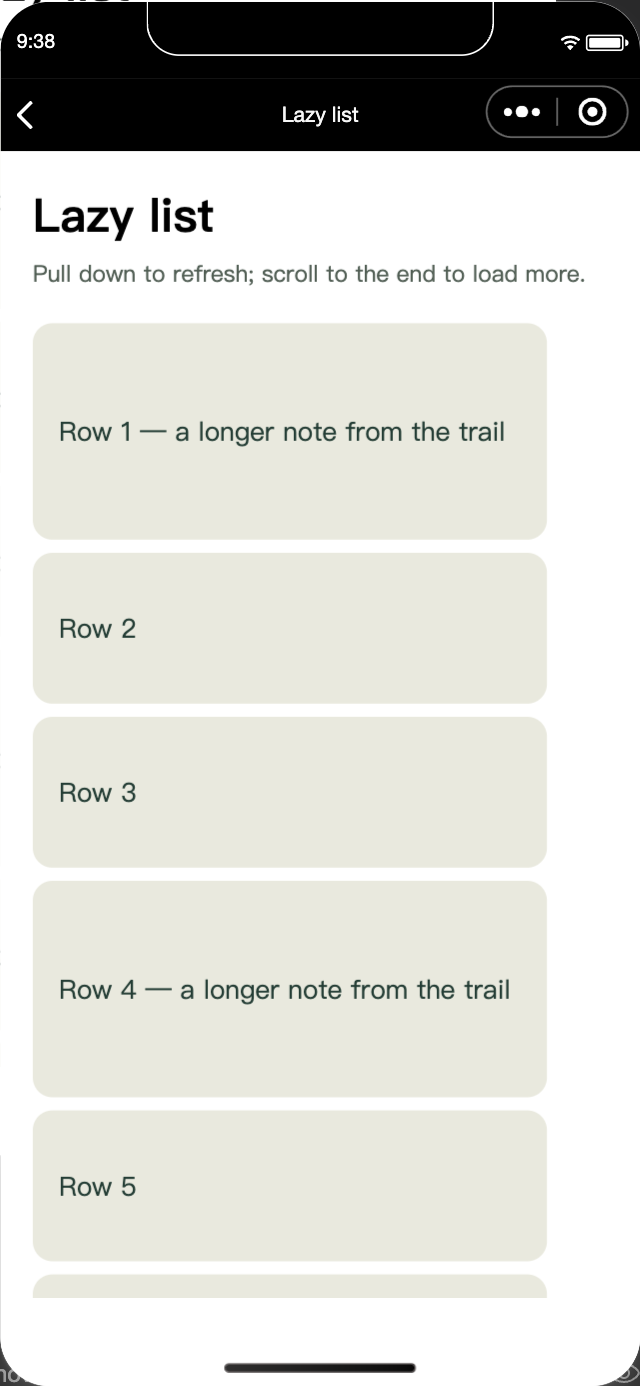 9:38
Lazy list
Lazy list
Pull down to refresh; scroll to the end to load more.
Row 1 — a longer note from the trail
Row 2
Row 3
Row 4 — a longer note from the trail
Row 5